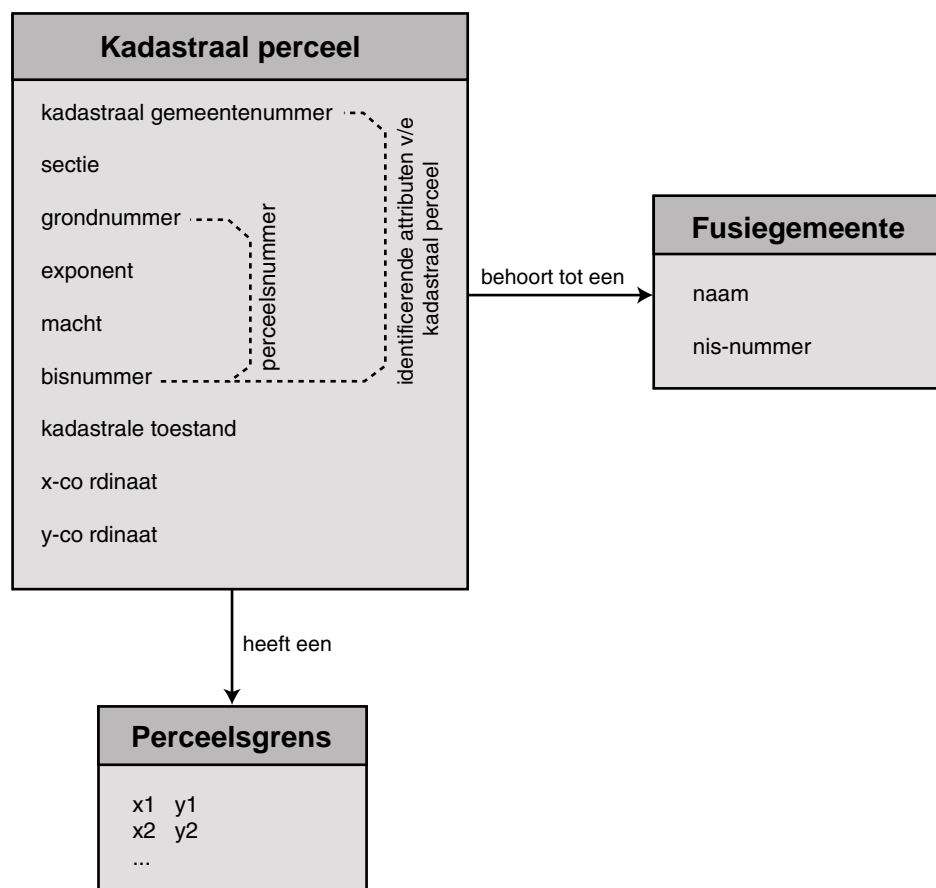 Kadastraal perceel
kadastraal gemeentenummer
sectie
grondnummer
exponent
macht
bisnummer
kadastrale toestand
x-co rdinaat
y-co rdinaat
perceelsnummer
identificerende attributen v/e
kadastraal perceel
behoort tot een
Fusiegemeente
naam
nis-nummer
heeft een
Perceelsgrens
x1 y1
x2 y2
...